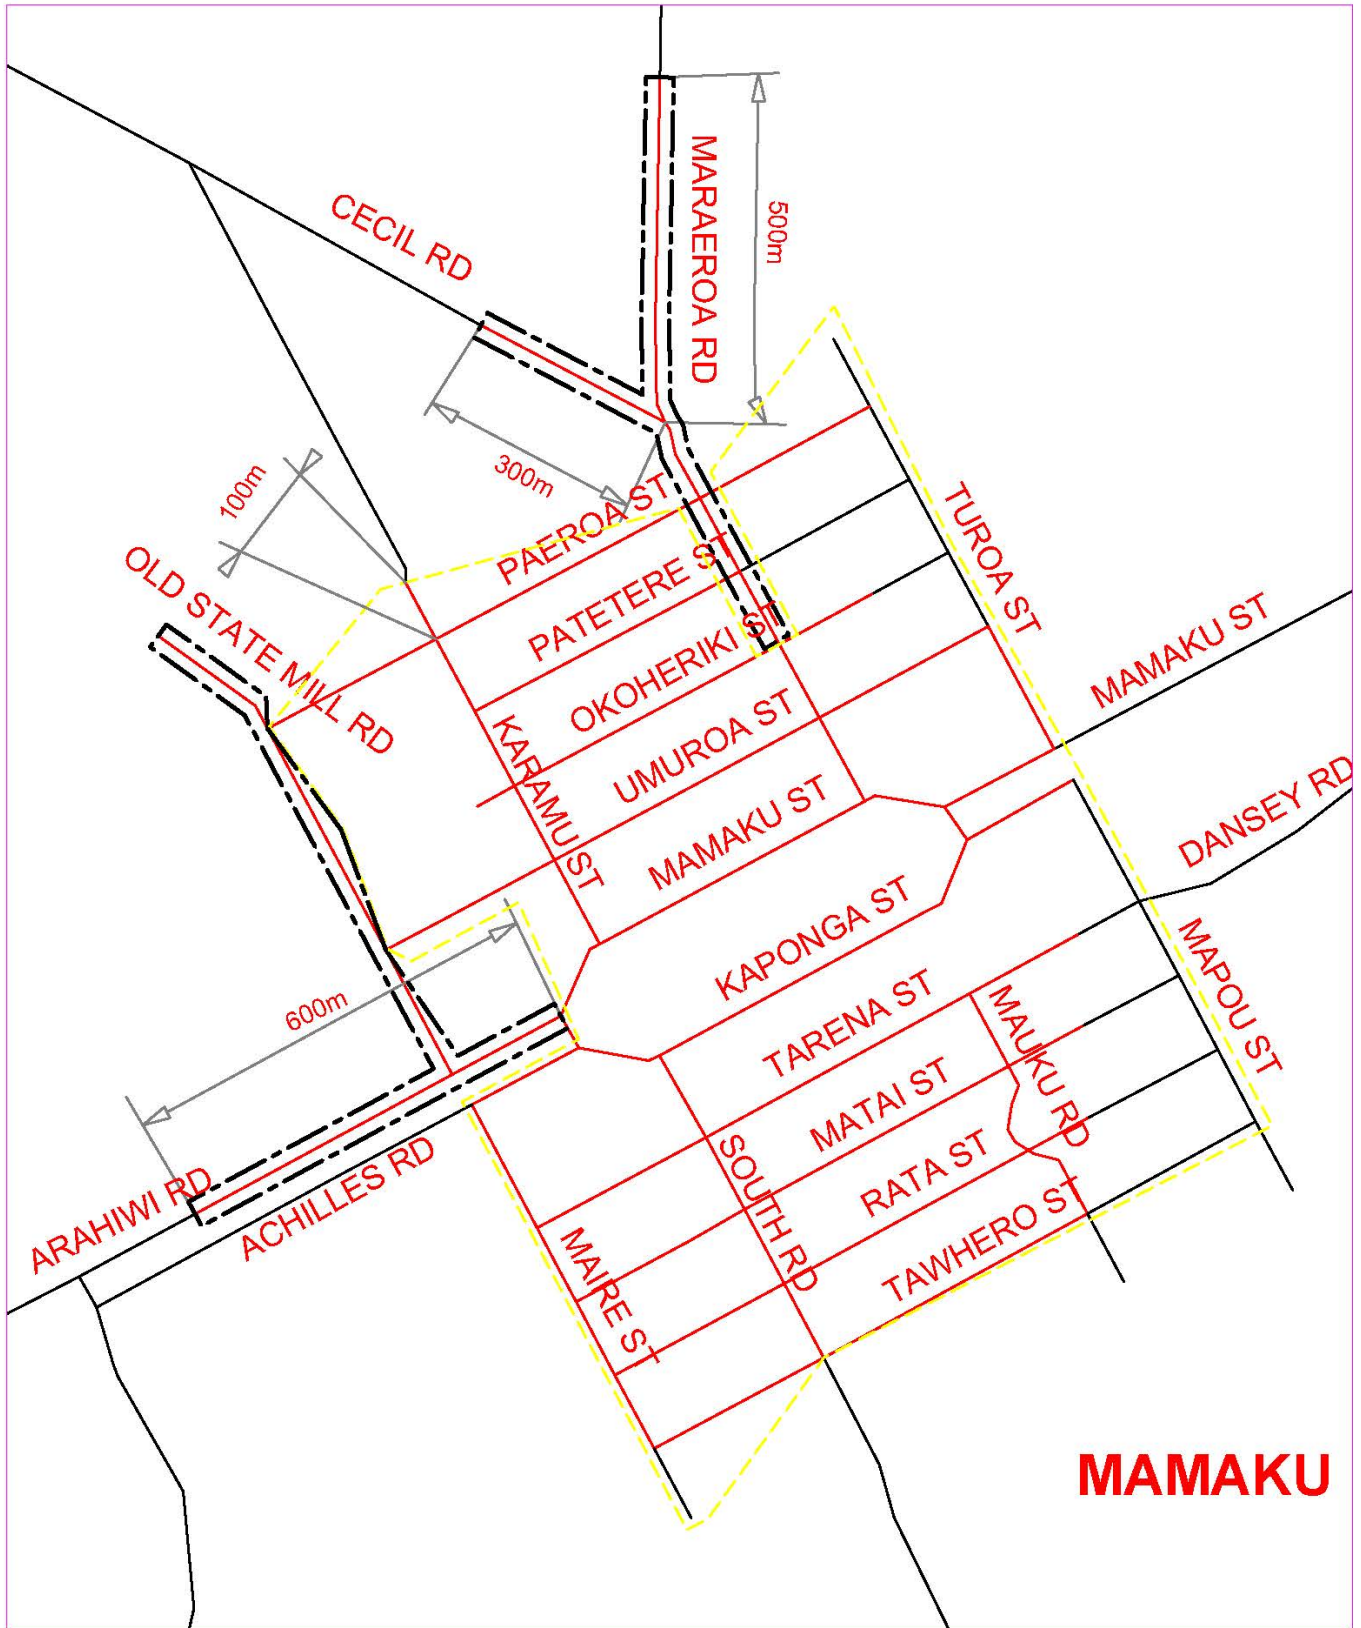 MARAEROA RD
CECIL RD
500m
300m
100m
PAEROA ST
OLD STATE MILL RD
PATETERE ST
TUROA ST
OKOHERIKI ST
MAMAKU ST
UMUROA ST
KARAMU ST
MAMAKU ST
DANSEY RD
KAPONGA ST
MAPOU ST
TARENA ST
MAUKU RD
600m
MATAI ST
ARAHIWI RD
ACHILLES RD
SOUTH RD
RATA ST
TAWHERO ST
MAIRE ST
MAMAKU